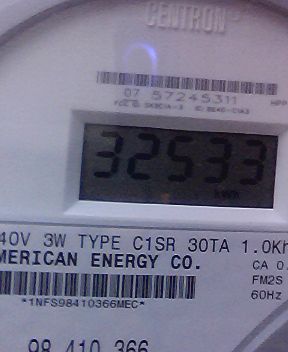 CENTRON
07 57245311
32533
40V 3W TYPE C1SR 30TA 1.0Kh
MERICAN ENERGY CO.
CA 0.
FM2S
60Hz
*1NFS98410366MEC*
98 410 366